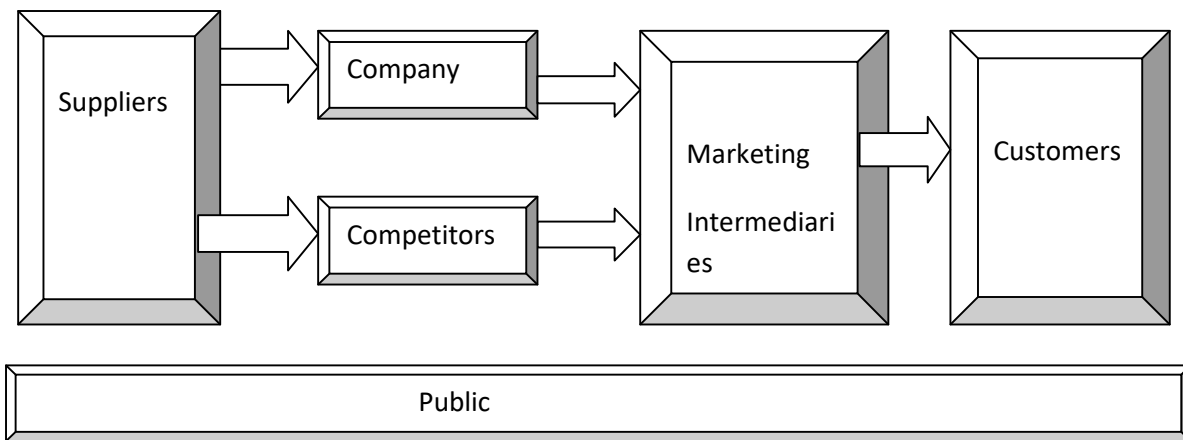 Suppliers
Company
Competitors
Marketing
Intermediari
es
Customers
Public